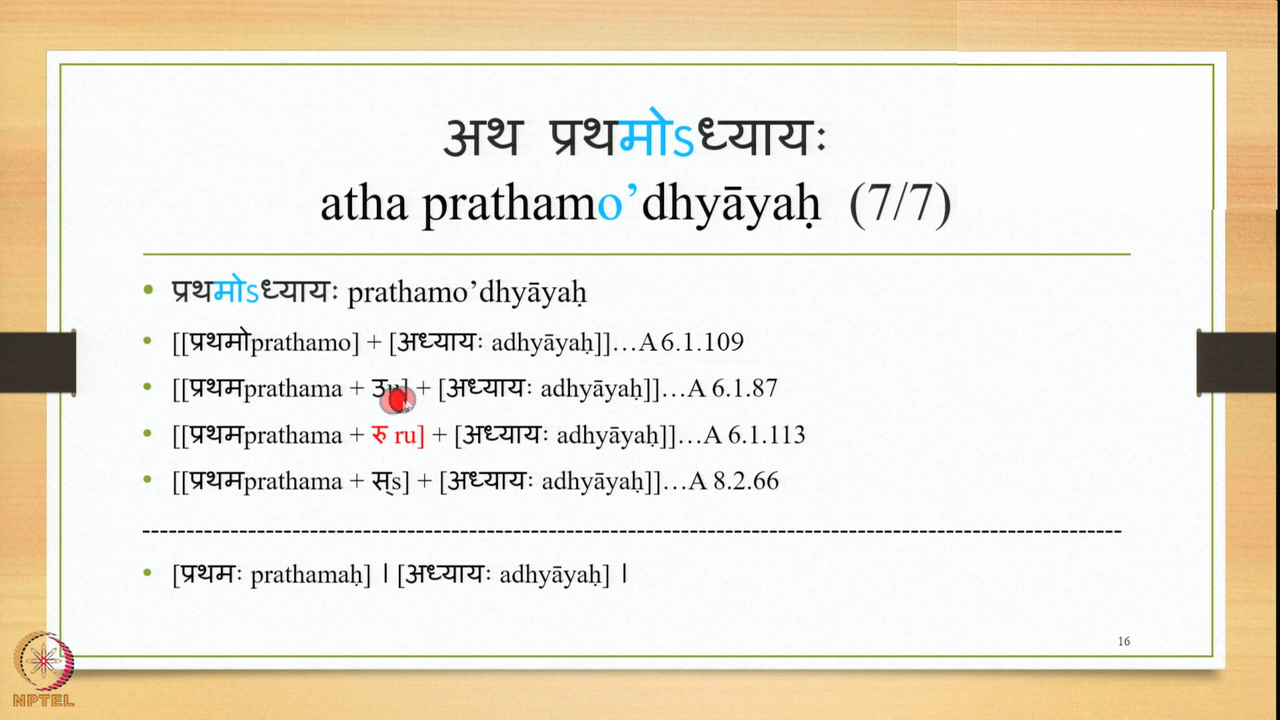 अथ प्रथमोऽध्यायः
atha prathamo’dhyāyaḥ (7/7)
• प्रथमोऽध्यायः prathamo’dhyāyaḥ
• [[प्रथमोprathamo] + [अध्यायः adhyāyaḥ]]…A 6.1.109
• [[प्रथमprathama + उu] + [अध्यायः adhyāyaḥ]]…A 6.1.87
• [[प्रथमprathama + रु ru] + [अध्यायः adhyāyaḥ]]…A 6.1.113
• [[प्रथमprathama + स्s] + [अध्यायः adhyāyaḥ]]…A 8.2.66
• [प्रथमः prathamaḥ] । [अध्यायः adhyāyaḥ] ।
16
NPTEL